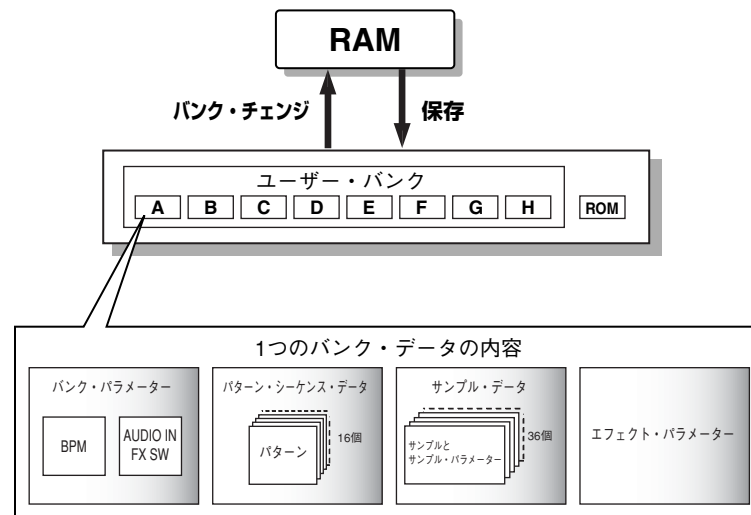 RAM
バンク・チェンジ
保存
ユーザー・バンク
A B C D E F G H ROM
1つのバンク・データの内容
バンク・パラメーター
BPM
AUDIO IN
FX SW
パターン・シーケンス・データ
パターン
16個
サンプル・データ
サンプルと
サンプル・パラメーター
36個
エフェクト・パラメーター